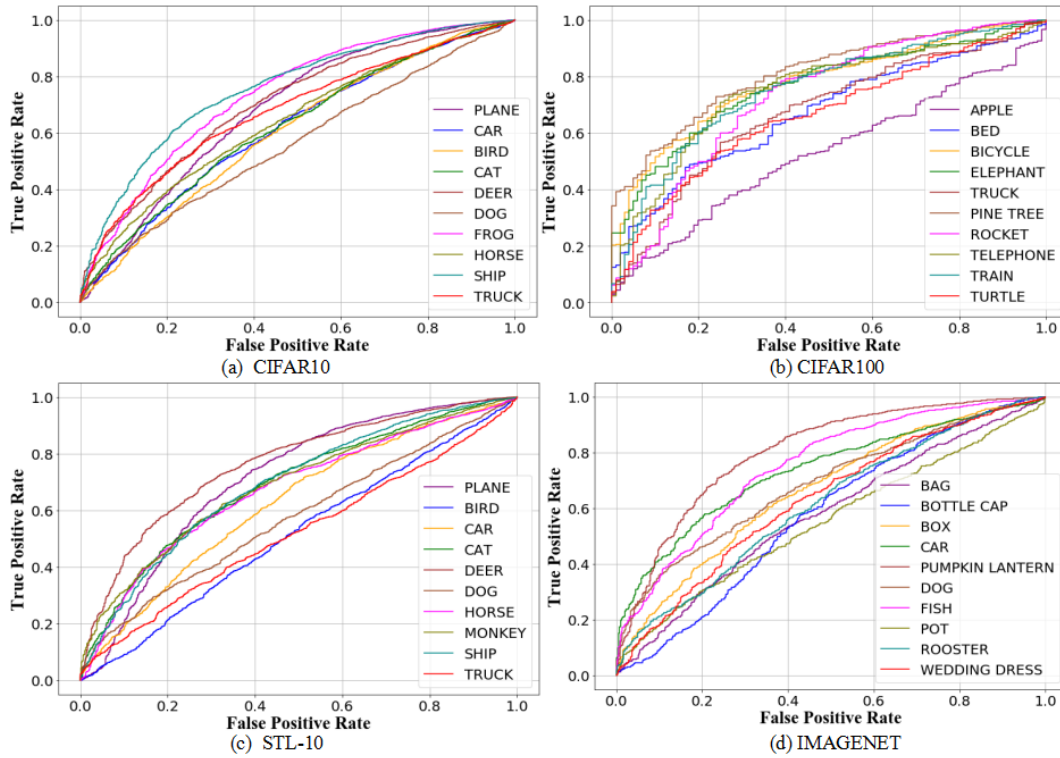 1.0
0.8
0.6
0.4
0.2
0.0
True Positive Rate
PLANE
CAR
BIRD
CAT
DEER
DOG
FROG
HORSE
SHIP
TRUCK
0.0 0.2 0.4 0.6 0.8 1.0
False Positive Rate
(a) CIFAR10
1.0
0.8
0.6
0.4
0.2
0.0
True Positive Rate
APPLE
BED
BICYCLE
ELEPHANT
TRUCK
PINE TREE
ROCKET
TELEPHONE
TRAIN
TURTLE
0.0 0.2 0.4 0.6 0.8 1.0
False Positive Rate
(b) CIFAR100
1.0
0.8
0.6
0.4
0.2
0.0
True Positive Rate
PLANE
BIRD
CAR
CAT
DEER
DOG
HORSE
MONKEY
SHIP
TRUCK
0.0 0.2 0.4 0.6 0.8 1.0
False Positive Rate
(c) STL-10
1.0
0.8
0.6
0.4
0.2
0.0
True Positive Rate
BAG
BOTTLE CAP
BOX
CAR
PUMPKIN LANTERN
DOG
FISH
POT
ROOSTER
WEDDING DRESS
0.0 0.2 0.4 0.6 0.8 1.0
False Positive Rate
(d) IMAGENET